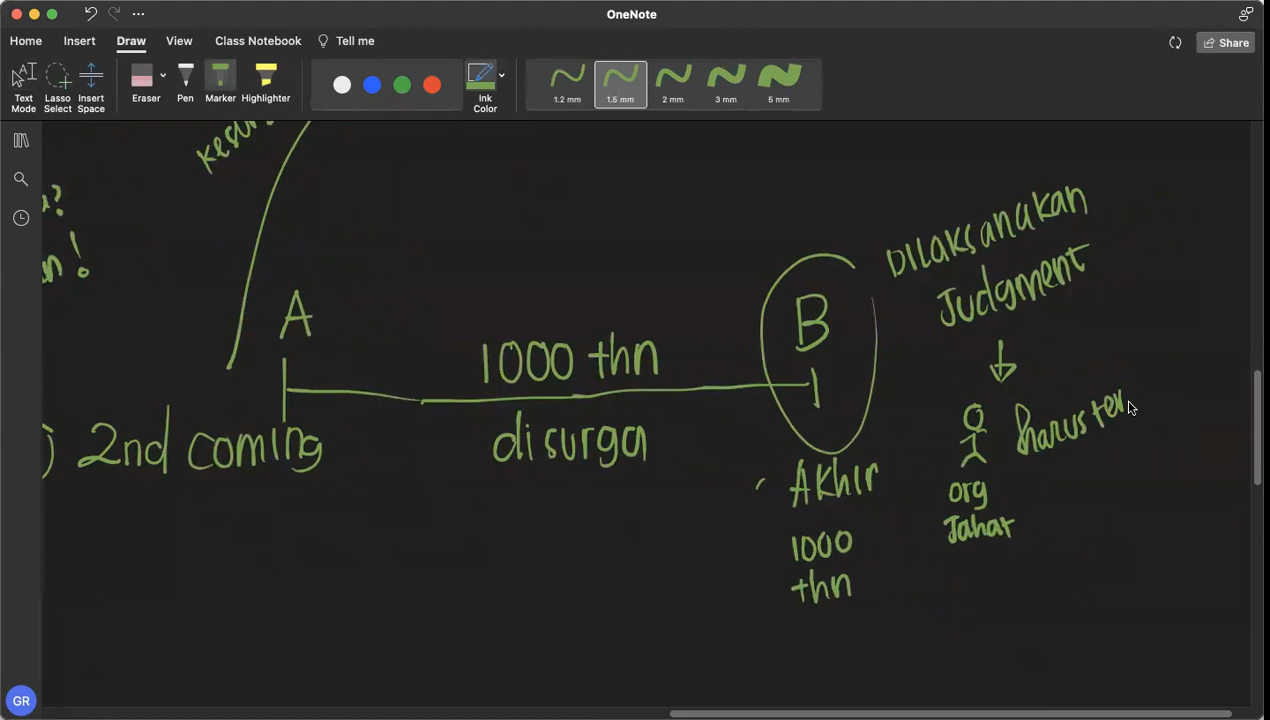 OneNote
Home Insert Draw View Class Notebook Tell me
Share
Text Mode
Lasso Select
Insert Space
Eraser
Pen
Marker
Highlighter
Ink Color
1.2 mm
1.5 mm
2 mm
3 mm
5 mm
?
!
A
1000 thn
B
DILAKSANAKAN
Judgment
) 2nd coming
disurga
harus ter
Akhir
1000
thn
org
Jahat
GR